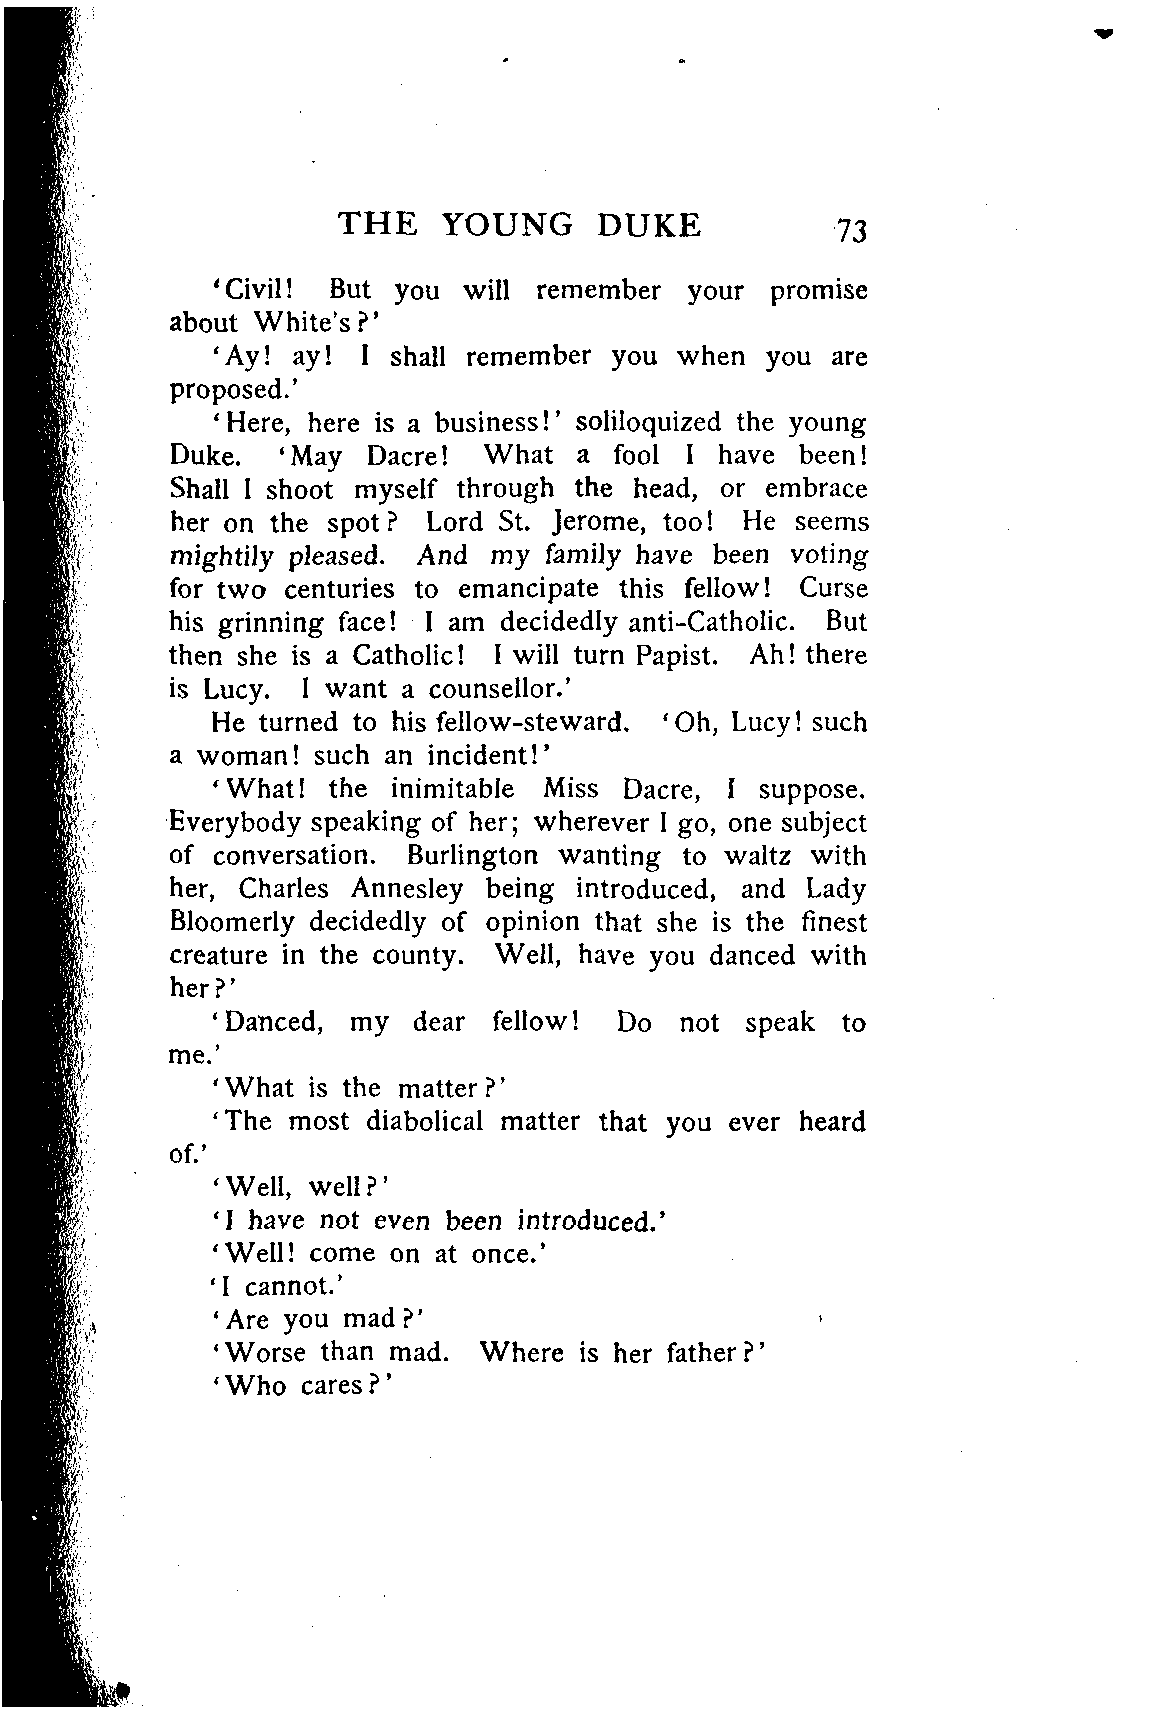 THE YOUNG DUKE 73
‘Civil! But you will remember your promise
about White's?’
‘Ay! ay! I shall remember you when you are
proposed.’
‘Here, here is a business!’ soliloquized the young
Duke. ‘May Dacre! What a fool I have been!
Shall I shoot myself through the head, or embrace
her on the spot? Lord St. Jerome, too! He seems
mightily pleased. And my family have been voting
for two centuries to emancipate this fellow! Curse
his grinning face! I am decidedly anti-Catholic. But
then she is a Catholic! I will turn Papist. Ah! there
is Lucy. I want a counsellor.’
He turned to his fellow-steward. ‘Oh, Lucy! such
a woman! such an incident!’
‘What! the inimitable Miss Dacre, I suppose.
Everybody speaking of her; wherever I go, one subject
of conversation. Burlington wanting to waltz with
her, Charles Annesley being introduced, and Lady
Bloomerly decidedly of opinion that she is the finest
creature in the county. Well, have you danced with
her?’
‘Danced, my dear fellow! Do not speak to
me.’
‘What is the matter?’
‘The most diabolical matter that you ever heard
of.’
‘Well, well?’
‘I have not even been introduced.’
‘Well! come on at once.’
‘I cannot.’
‘Are you mad?’
‘Worse than mad. Where is her father?’
‘Who cares?’